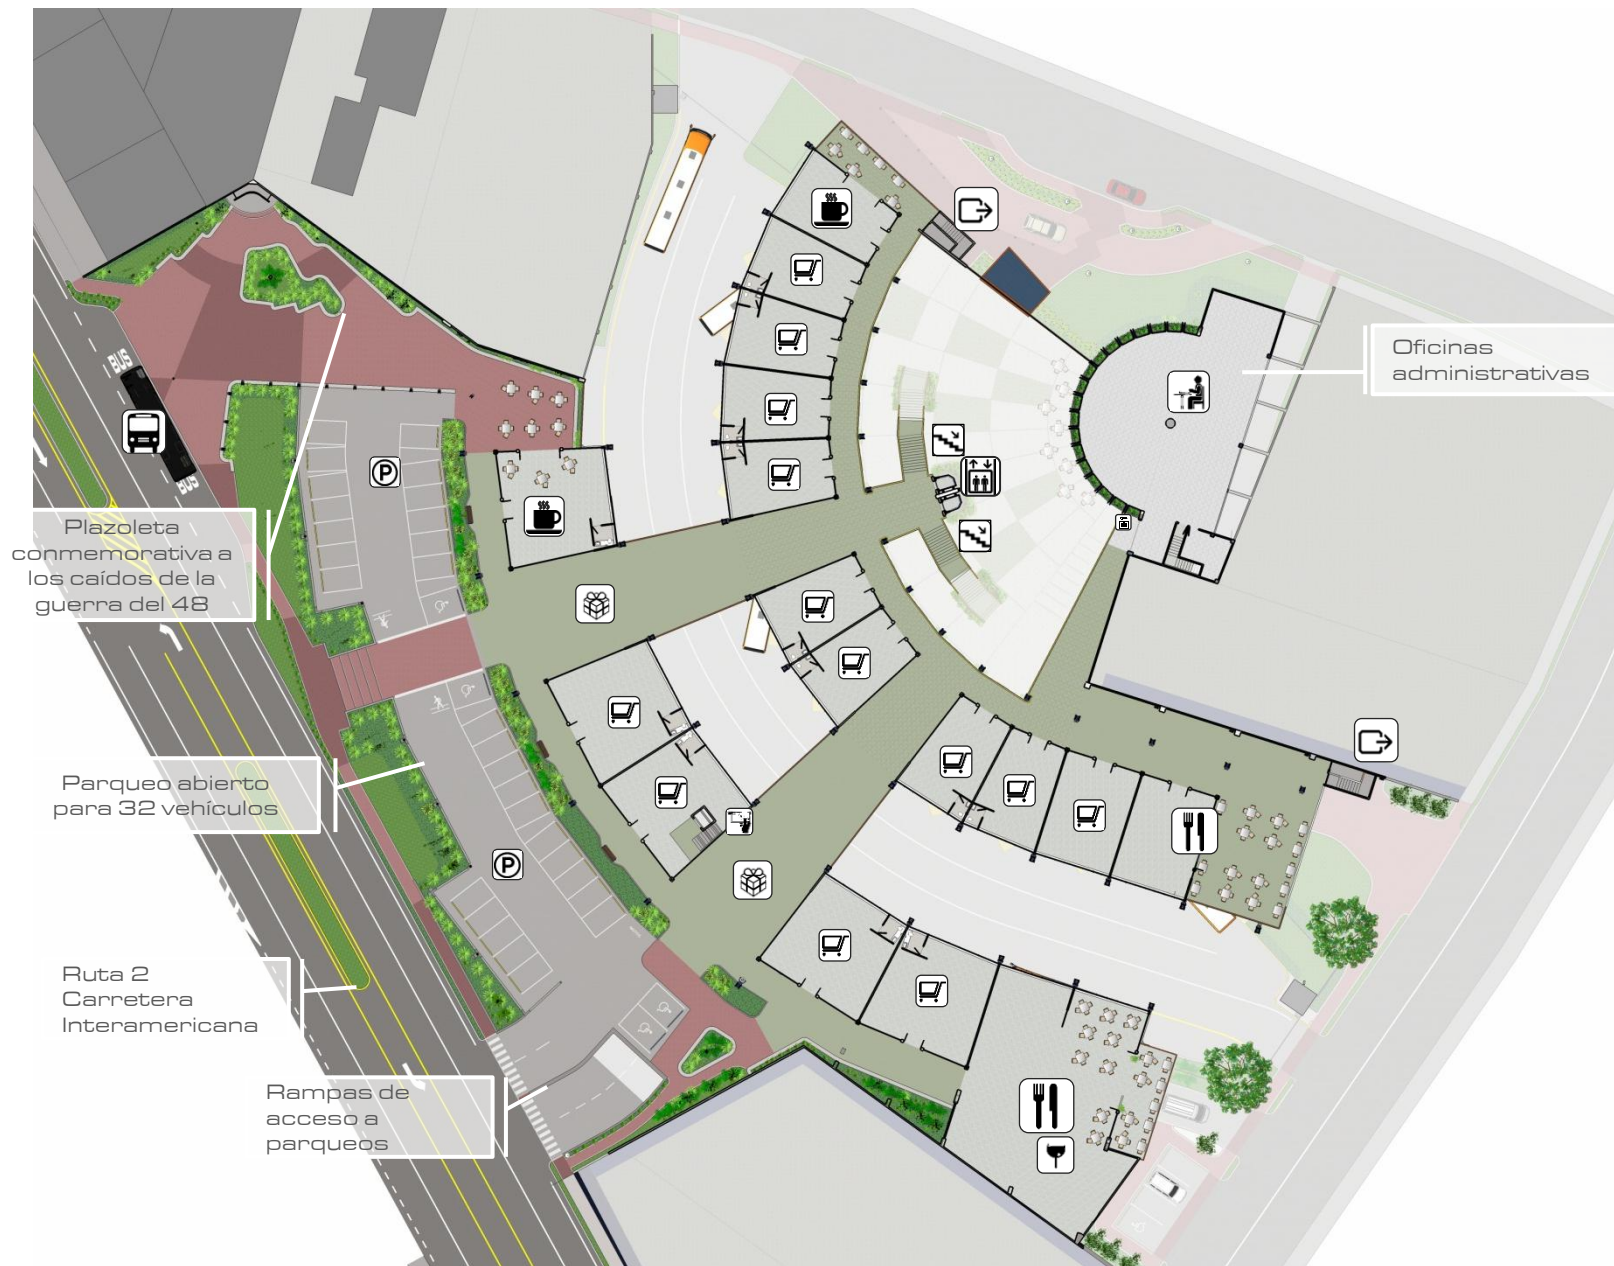 BUS
BUS
Oficinas
administrativas
Plazoleta
conmemorativa a
los caídos de la
guerra del 48
P
Parqueo abierto
para 32 vehículos
P
Ruta 2
Carretera
Interamericana
Rampas de
acceso a
parqueos